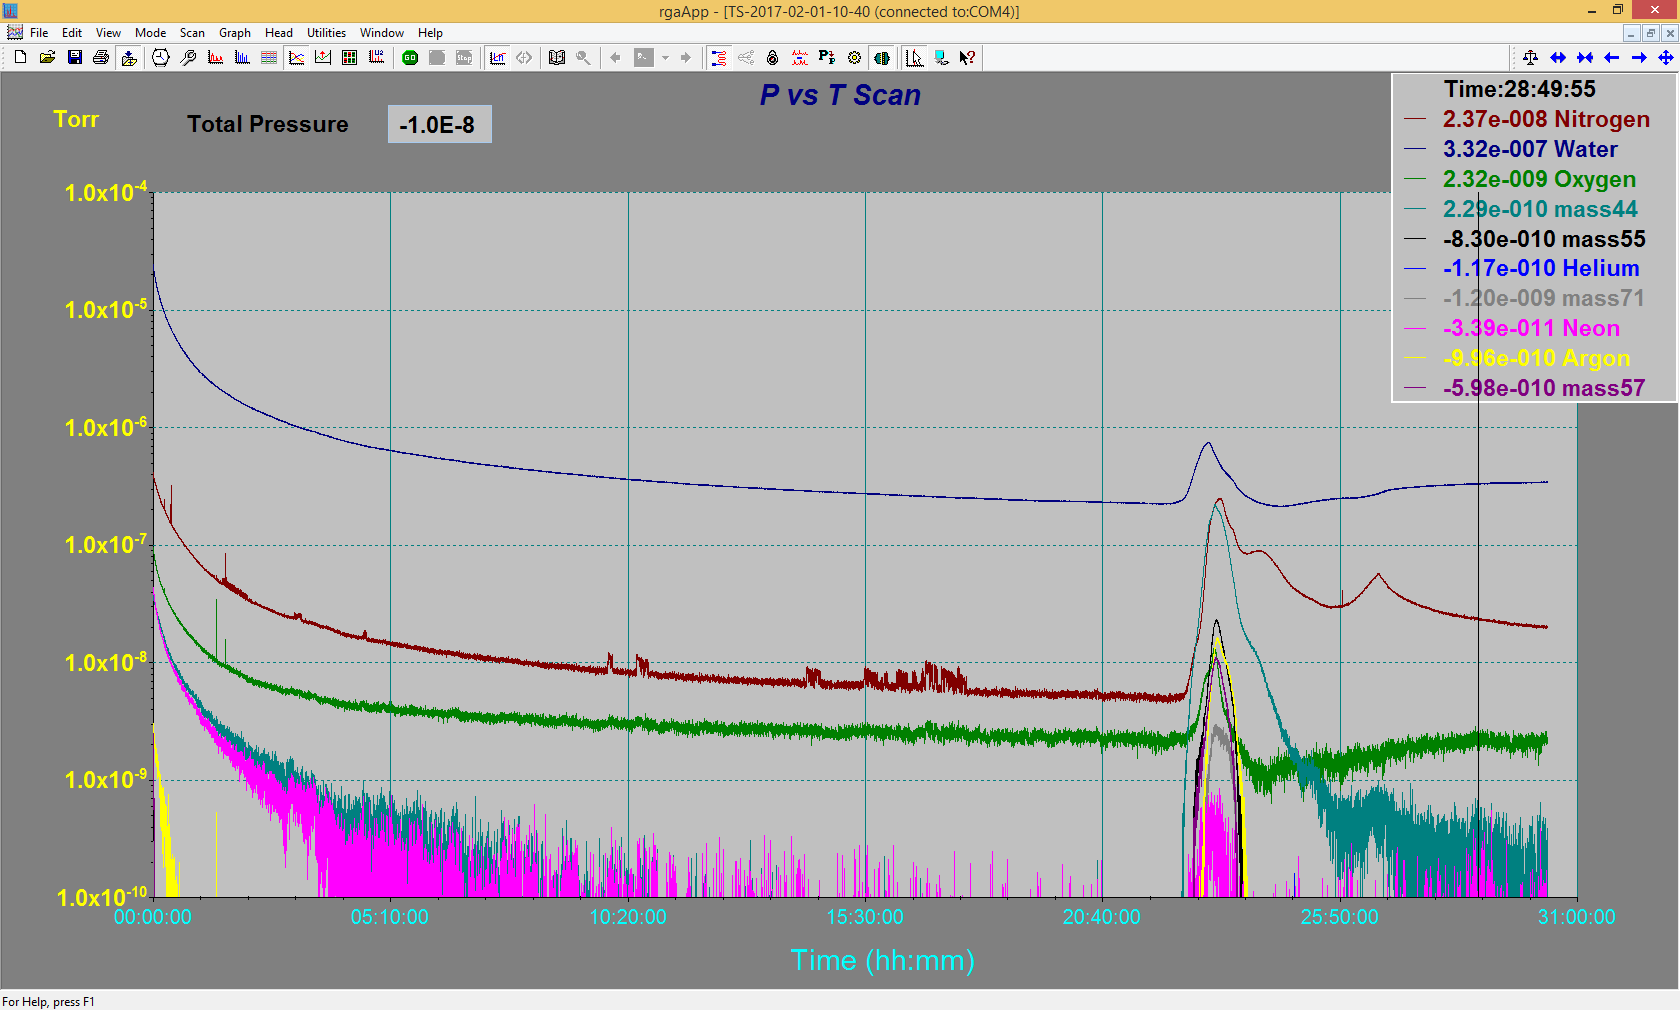 rgaApp - [TS-2017-02-01-10-40 (connected to:COM4)]
File Edit View Mode Scan Graph Head Utilities Window Help
GO Stop
P vs T Scan
Torr
Total Pressure -1.0E-8
Time:28:49:55
2.37e-008 Nitrogen
3.32e-007 Water
2.32e-009 Oxygen
2.29e-010 mass44
-8.30e-010 mass55
-1.17e-010 Helium
-1.20e-009 mass71
-3.39e-011 Neon
-9.96e-010 Argon
-5.98e-010 mass57
1.0x10-4
1.0x10-5
1.0x10-6
1.0x10-7
1.0x10-8
1.0x10-9
1.0x10-10
00:00:00 05:10:00 10:20:00 15:30:00 20:40:00 25:50:00 31:00:00
Time (hh:mm)
For Help, press F1